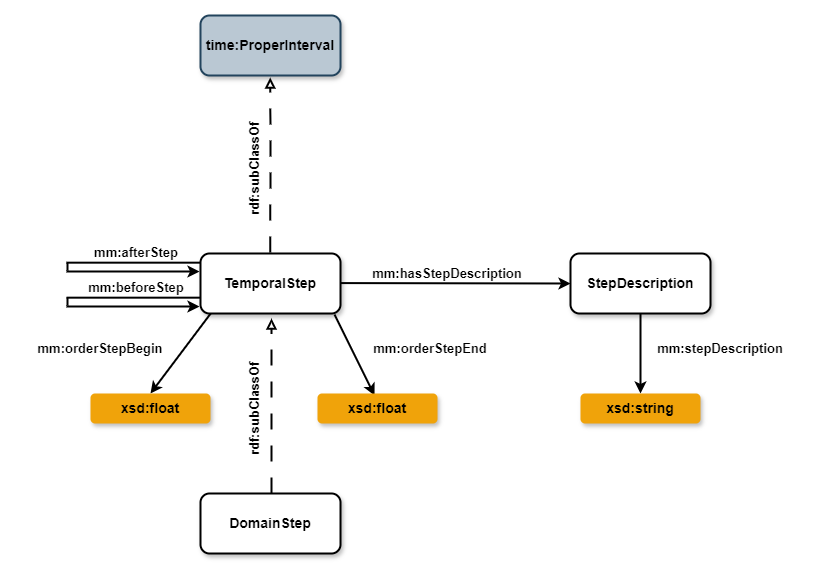 time:ProperInterval
rdf:subClassOf
mm:afterStep
mm:beforeStep
TemporalStep
mm:hasStepDescription
StepDescription
mm:orderStepBegin
mm:orderStepEnd
mm:stepDescription
xsd:float
xsd:float
xsd:string
rdf:subClassOf
DomainStep